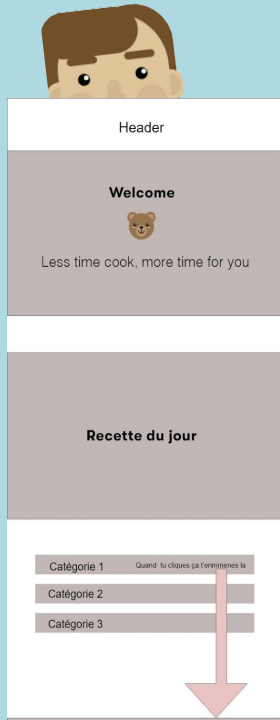 Header
Welcome
Less time cook, more time for you
Recette du jour
Catégorie 1 Quand tu cliques ça t'enmmenes la
Catégorie 2
Catégorie 3